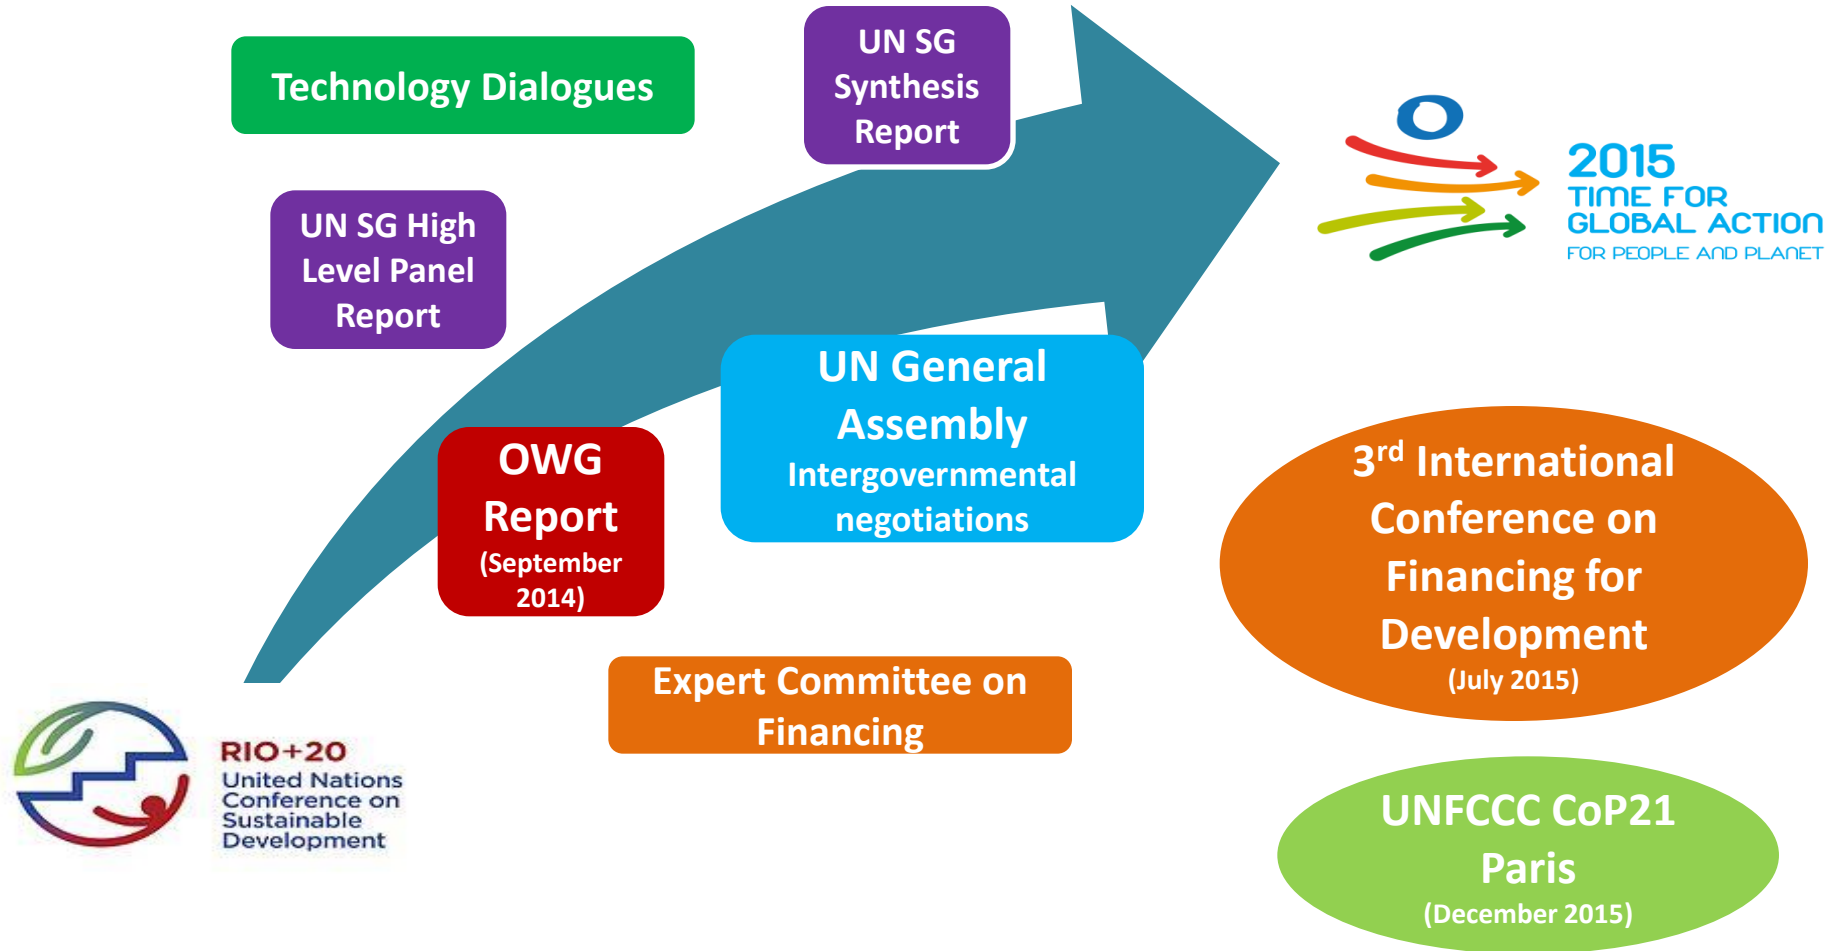 Technology Dialogues
UN SG
Synthesis
Report
UN SG High
Level Panel
Report
2015
TIME FOR
GLOBAL ACTION
FOR PEOPLE AND PLANET
UN General
Assembly
Intergovernmental
negotiations
OWG
Report
(September
2014)
3rd International
Conference on
Financing for
Development
(July 2015)
Expert Committee on
Financing
RIO+20
United Nations
Conference on
Sustainable
Development
UNFCCC CoP21
Paris
(December 2015)